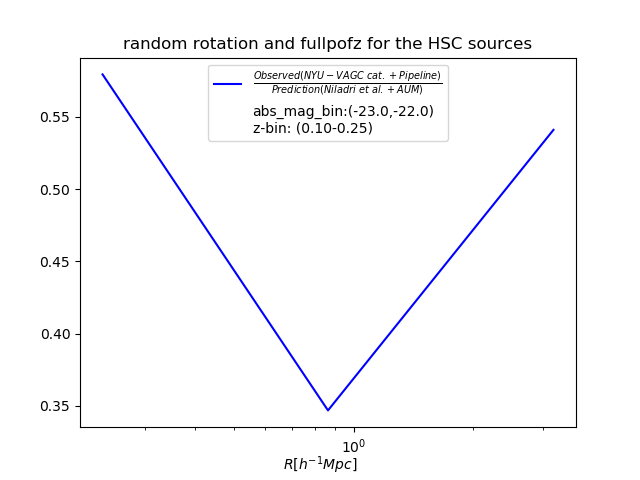 random rotation and fullpofz for the HSC sources
Observed(NYU − VAGC cat. + Pipeline)
Prediction(Niladri et al. + AUM)
abs_mag_bin:(-23.0,-22.0)
z-bin: (0.10-0.25)
0.55
0.50
0.45
0.40
0.35
10⁰
R[h⁻¹Mpc]